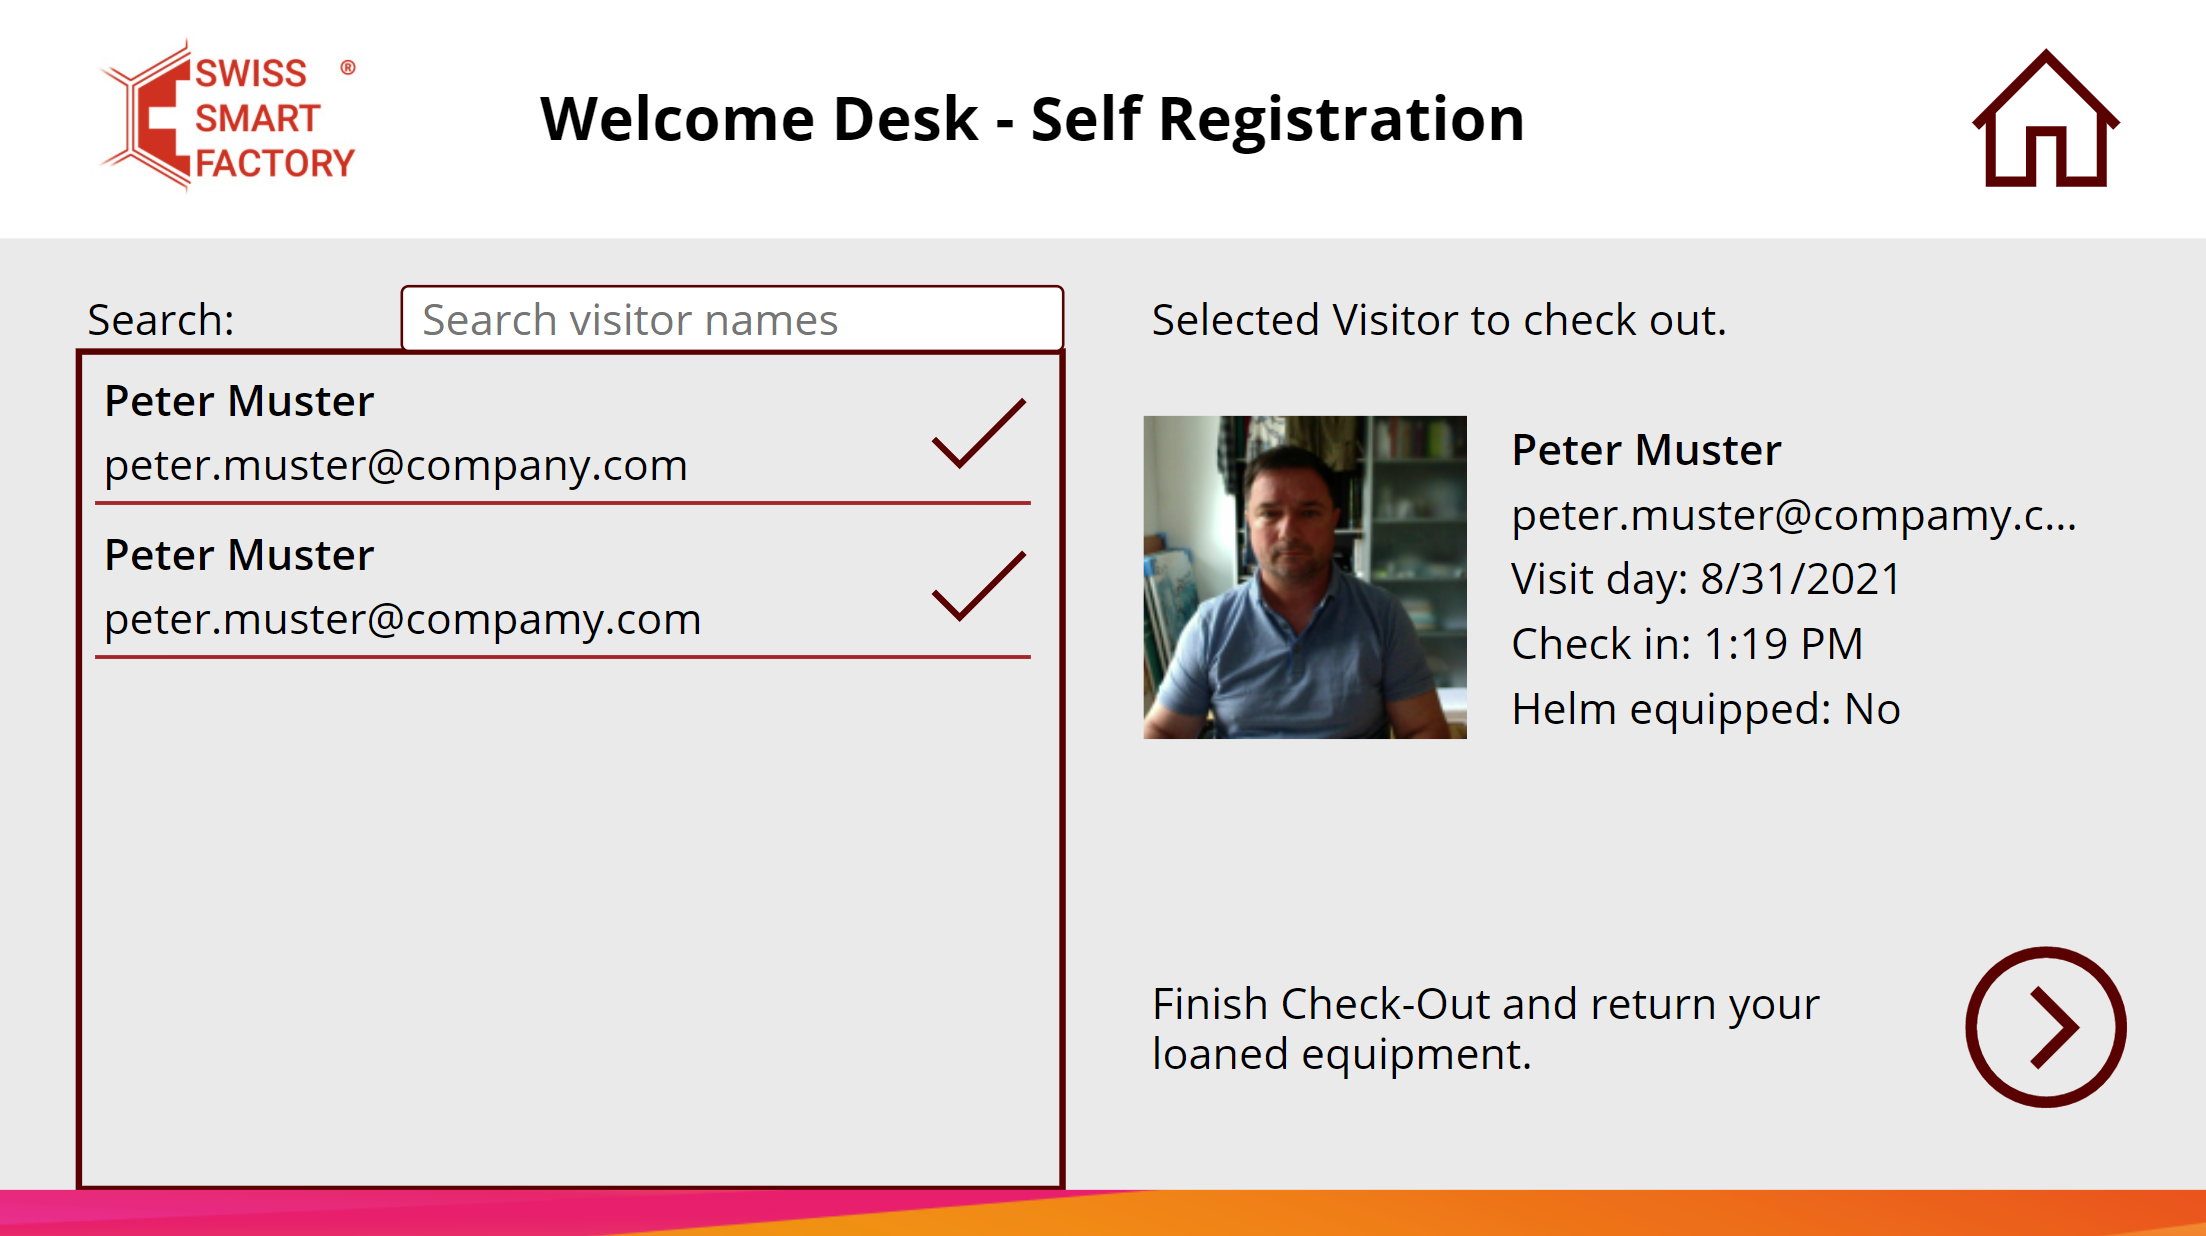 SWISS ®
SMART
FACTORY
Welcome Desk - Self Registration
Search:
Search visitor names
Peter Muster
peter.muster@company.com
Peter Muster
peter.muster@compamy.com
Selected Visitor to check out.
Peter Muster
peter.muster@compamy.c...
Visit day: 8/31/2021
Check in: 1:19 PM
Helm equipped: No
Finish Check-Out and return your
loaned equipment.